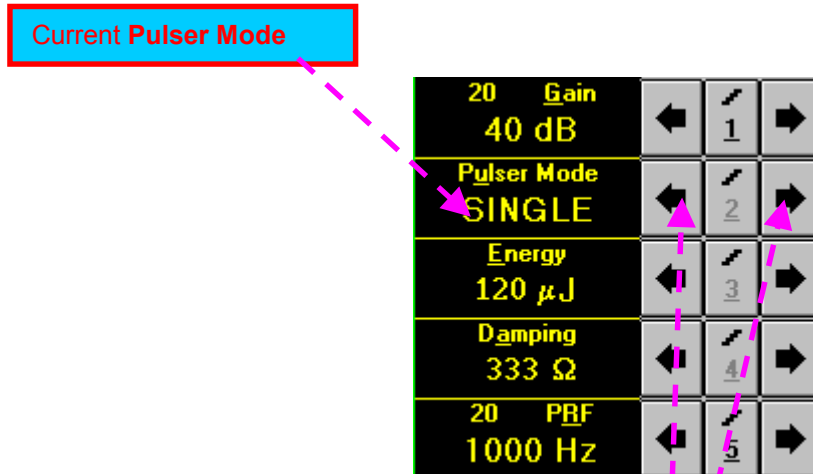 Current Pulser Mode
20 Gain
40 dB
1
Pulser Mode
SINGLE
2
Energy
120 µJ
3
Damping
333 Ω
4
20 PRF
1000 Hz
5